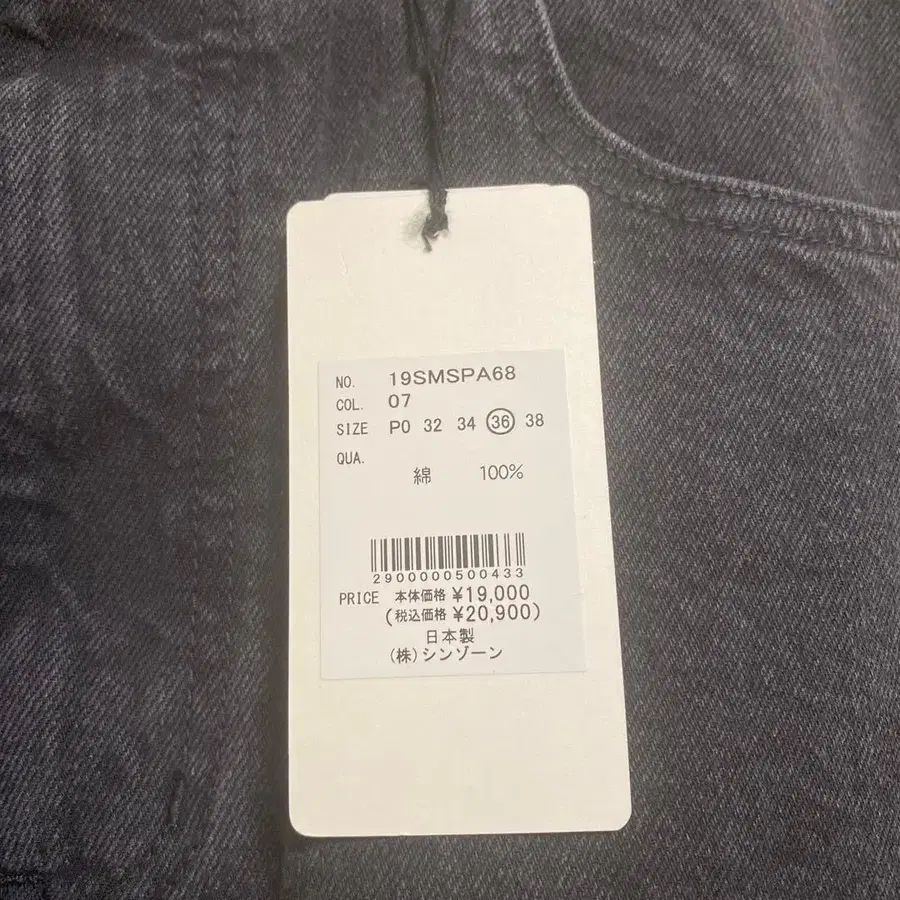 NO. 19SMSPA68
COL. 07
SIZE P0 32 34 36 38
QUA.
綿 100%
2900000500433
PRICE 本体価格 ¥19,000
(税込価格 ¥20,900)
日本製
(株)シンゾーン